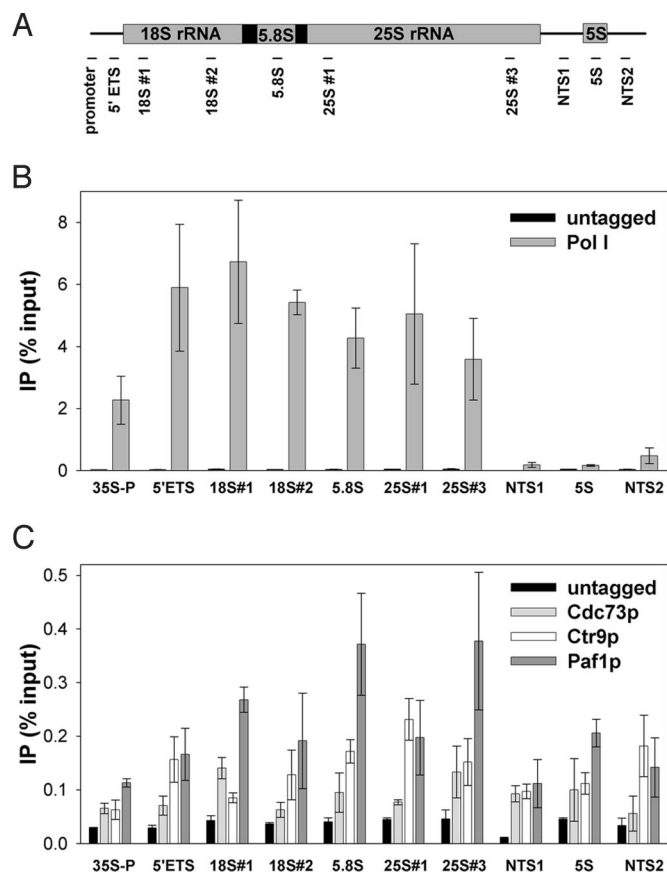 A
18S rRNA 5.8S 25S rRNA 5S
promoter 5' ETS 18S #1 18S #2 5.8S 25S #1 25S #3 NTS1 5S NTS2
B
IP (% input)
8
6
4
2
0
untagged
Pol I
35S-P 5'ETS 18S#1 18S#2 5.8S 25S#1 25S#3 NTS1 5S NTS2
C
IP (% input)
0.5
0.4
0.3
0.2
0.1
0.0
untagged
Cdc73p
Ctr9p
Paf1p
35S-P 5'ETS 18S#1 18S#2 5.8S 25S#1 25S#3 NTS1 5S NTS2